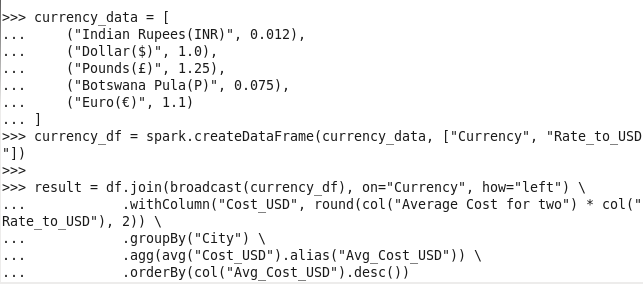 >>> currency_data = [
...     ("Indian Rupees(INR)", 0.012),
...     ("Dollar($)", 1.0),
...     ("Pounds(£)", 1.25),
...     ("Botswana Pula(P)", 0.075),
...     ("Euro(€)", 1.1)
... ]
>>> currency_df = spark.createDataFrame(currency_data, ["Currency", "Rate_to_USD
"])
>>>
>>> result = df.join(broadcast(currency_df), on="Currency", how="left") \
...            .withColumn("Cost_USD", round(col("Average Cost for two") * col("
Rate_to_USD"), 2)) \
...            .groupBy("City") \
...            .agg(avg("Cost_USD").alias("Avg_Cost_USD")) \
...            .orderBy(col("Avg_Cost_USD").desc())